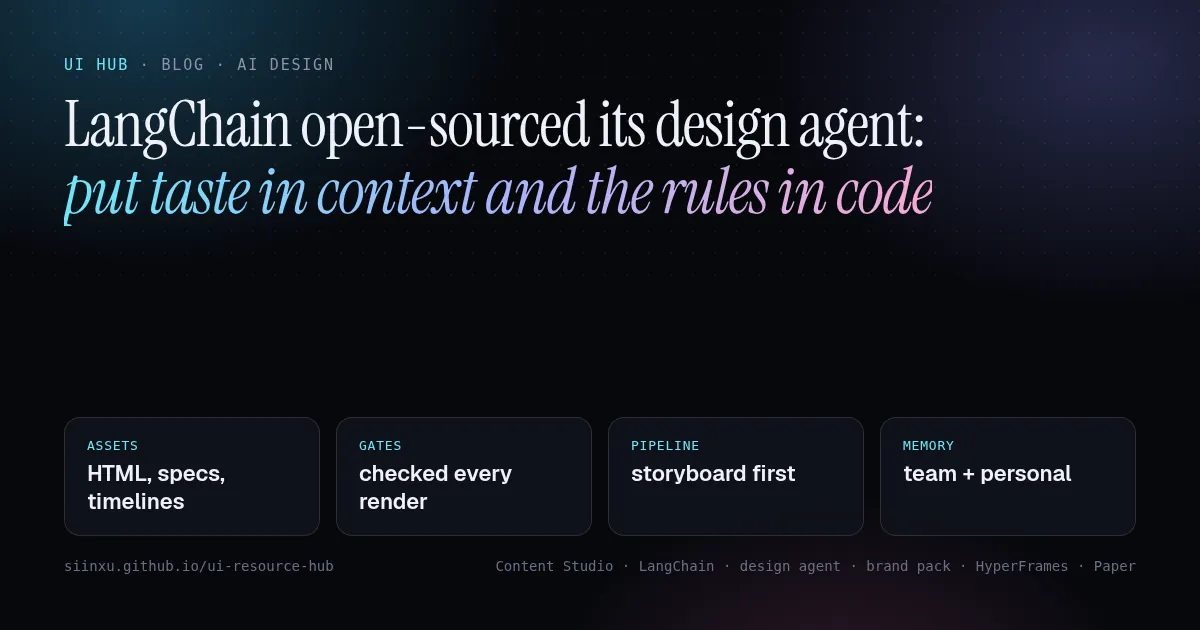 UI HUB · BLOG · AI DESIGN
LangChain open-sourced its design agent:
put taste in context and the rules in code
ASSETS
HTML, specs,
timelines
GATES
checked every
render
PIPELINE
storyboard first
MEMORY
team + personal
siinxu.github.io/ui-resource-hub
Content Studio · LangChain · design agent · brand pack · HyperFrames · Paper